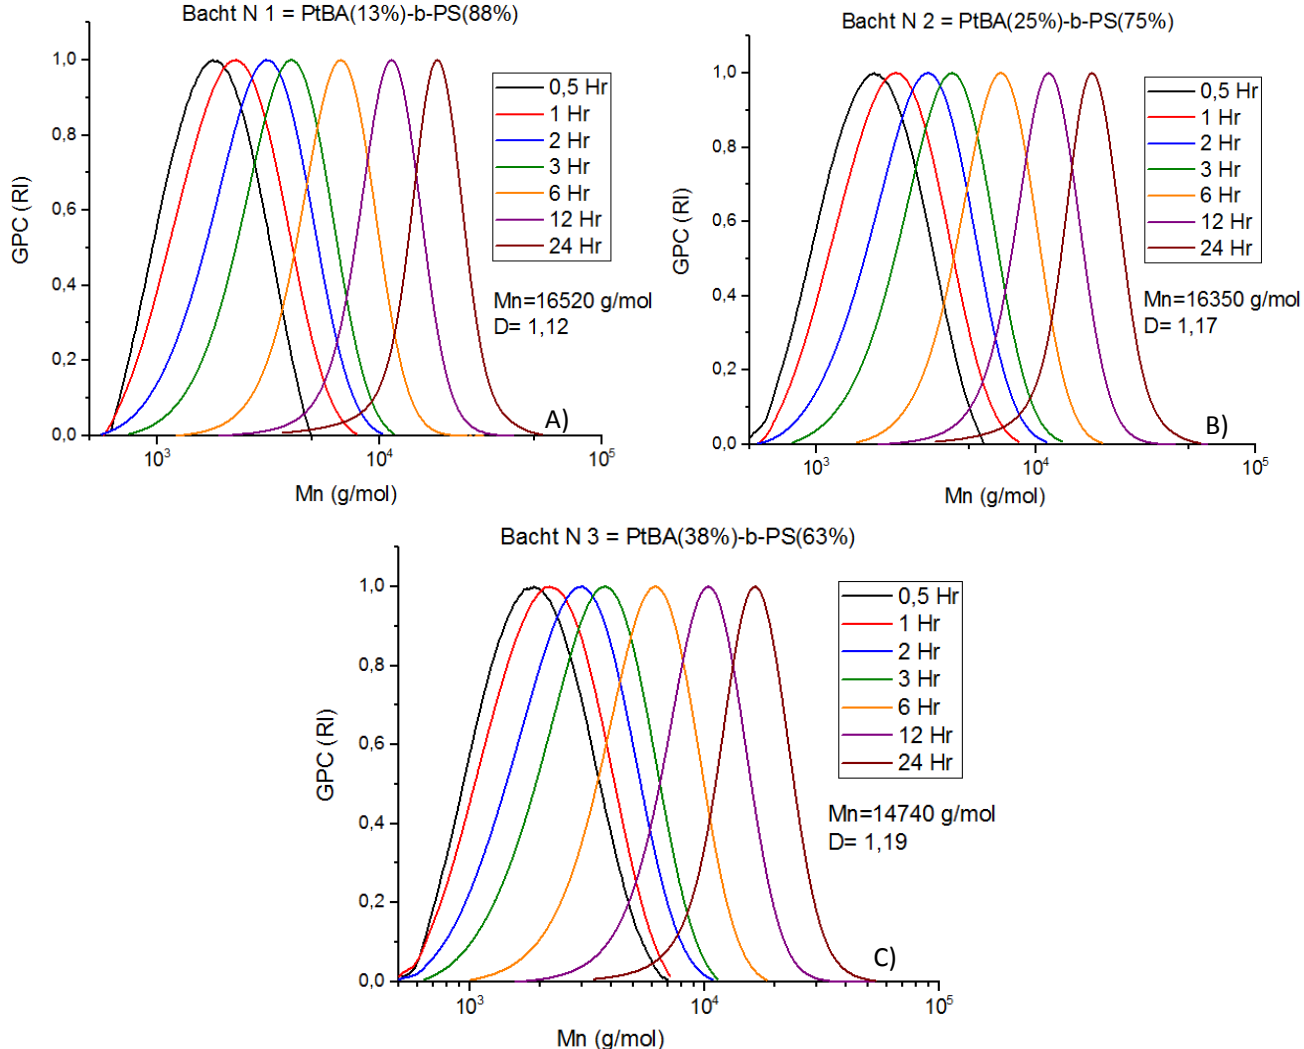 Bacht N 1 = PtBA(13%)-b-PS(88%)
GPC (RI)
1,0
0,8
0,6
0,4
0,2
0,0
10³
10⁴
10⁵
Mn (g/mol)
0,5 Hr
1 Hr
2 Hr
3 Hr
6 Hr
12 Hr
24 Hr
Mn=16520 g/mol
D= 1,12
A)
Bacht N 2 = PtBA(25%)-b-PS(75%)
GPC (RI)
1,0
0,8
0,6
0,4
0,2
0,0
10³
10⁴
10⁵
Mn (g/mol)
0,5 Hr
1 Hr
2 Hr
3 Hr
6 Hr
12 Hr
24 Hr
Mn=16350 g/mol
D= 1,17
B)
Bacht N 3 = PtBA(38%)-b-PS(63%)
GPC (RI)
1,0
0,8
0,6
0,4
0,2
0,0
10³
10⁴
10⁵
Mn (g/mol)
0,5 Hr
1 Hr
2 Hr
3 Hr
6 Hr
12 Hr
24 Hr
Mn=14740 g/mol
D= 1,19
C)